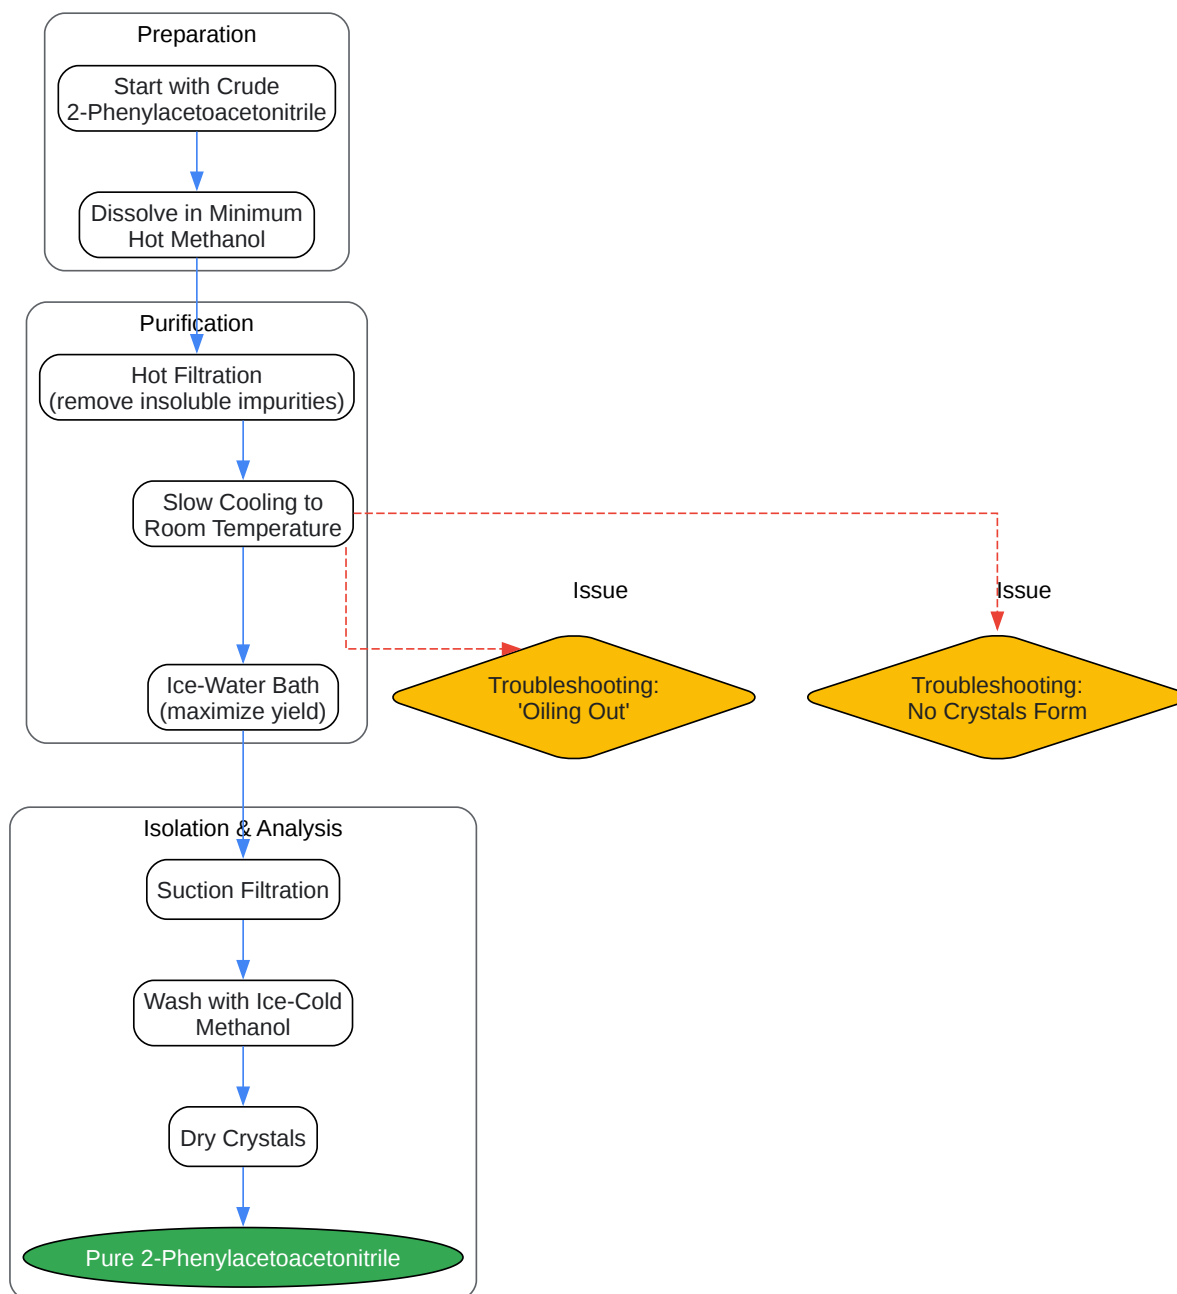 Preparation
Start with Crude
2-Phenylacetoacetonitrile
Dissolve in Minimum
Hot Methanol
Purification
Hot Filtration
(remove insoluble impurities)
Slow Cooling to
Room Temperature
Issue
Issue
Ice-Water Bath
(maximize yield)
Troubleshooting:
'Oiling Out'
Troubleshooting:
No Crystals Form
Isolation & Analysis
Suction Filtration
Wash with Ice-Cold
Methanol
Dry Crystals
Pure 2-Phenylacetoacetonitrile